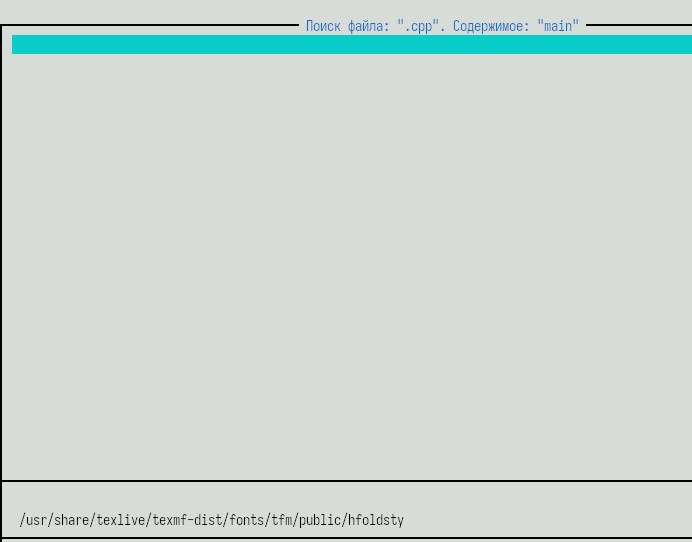 Поиск файла: ".cpp". Содержимое: "main"
/usr/share/texlive/texmf-dist/fonts/tfm/public/hfoldsty